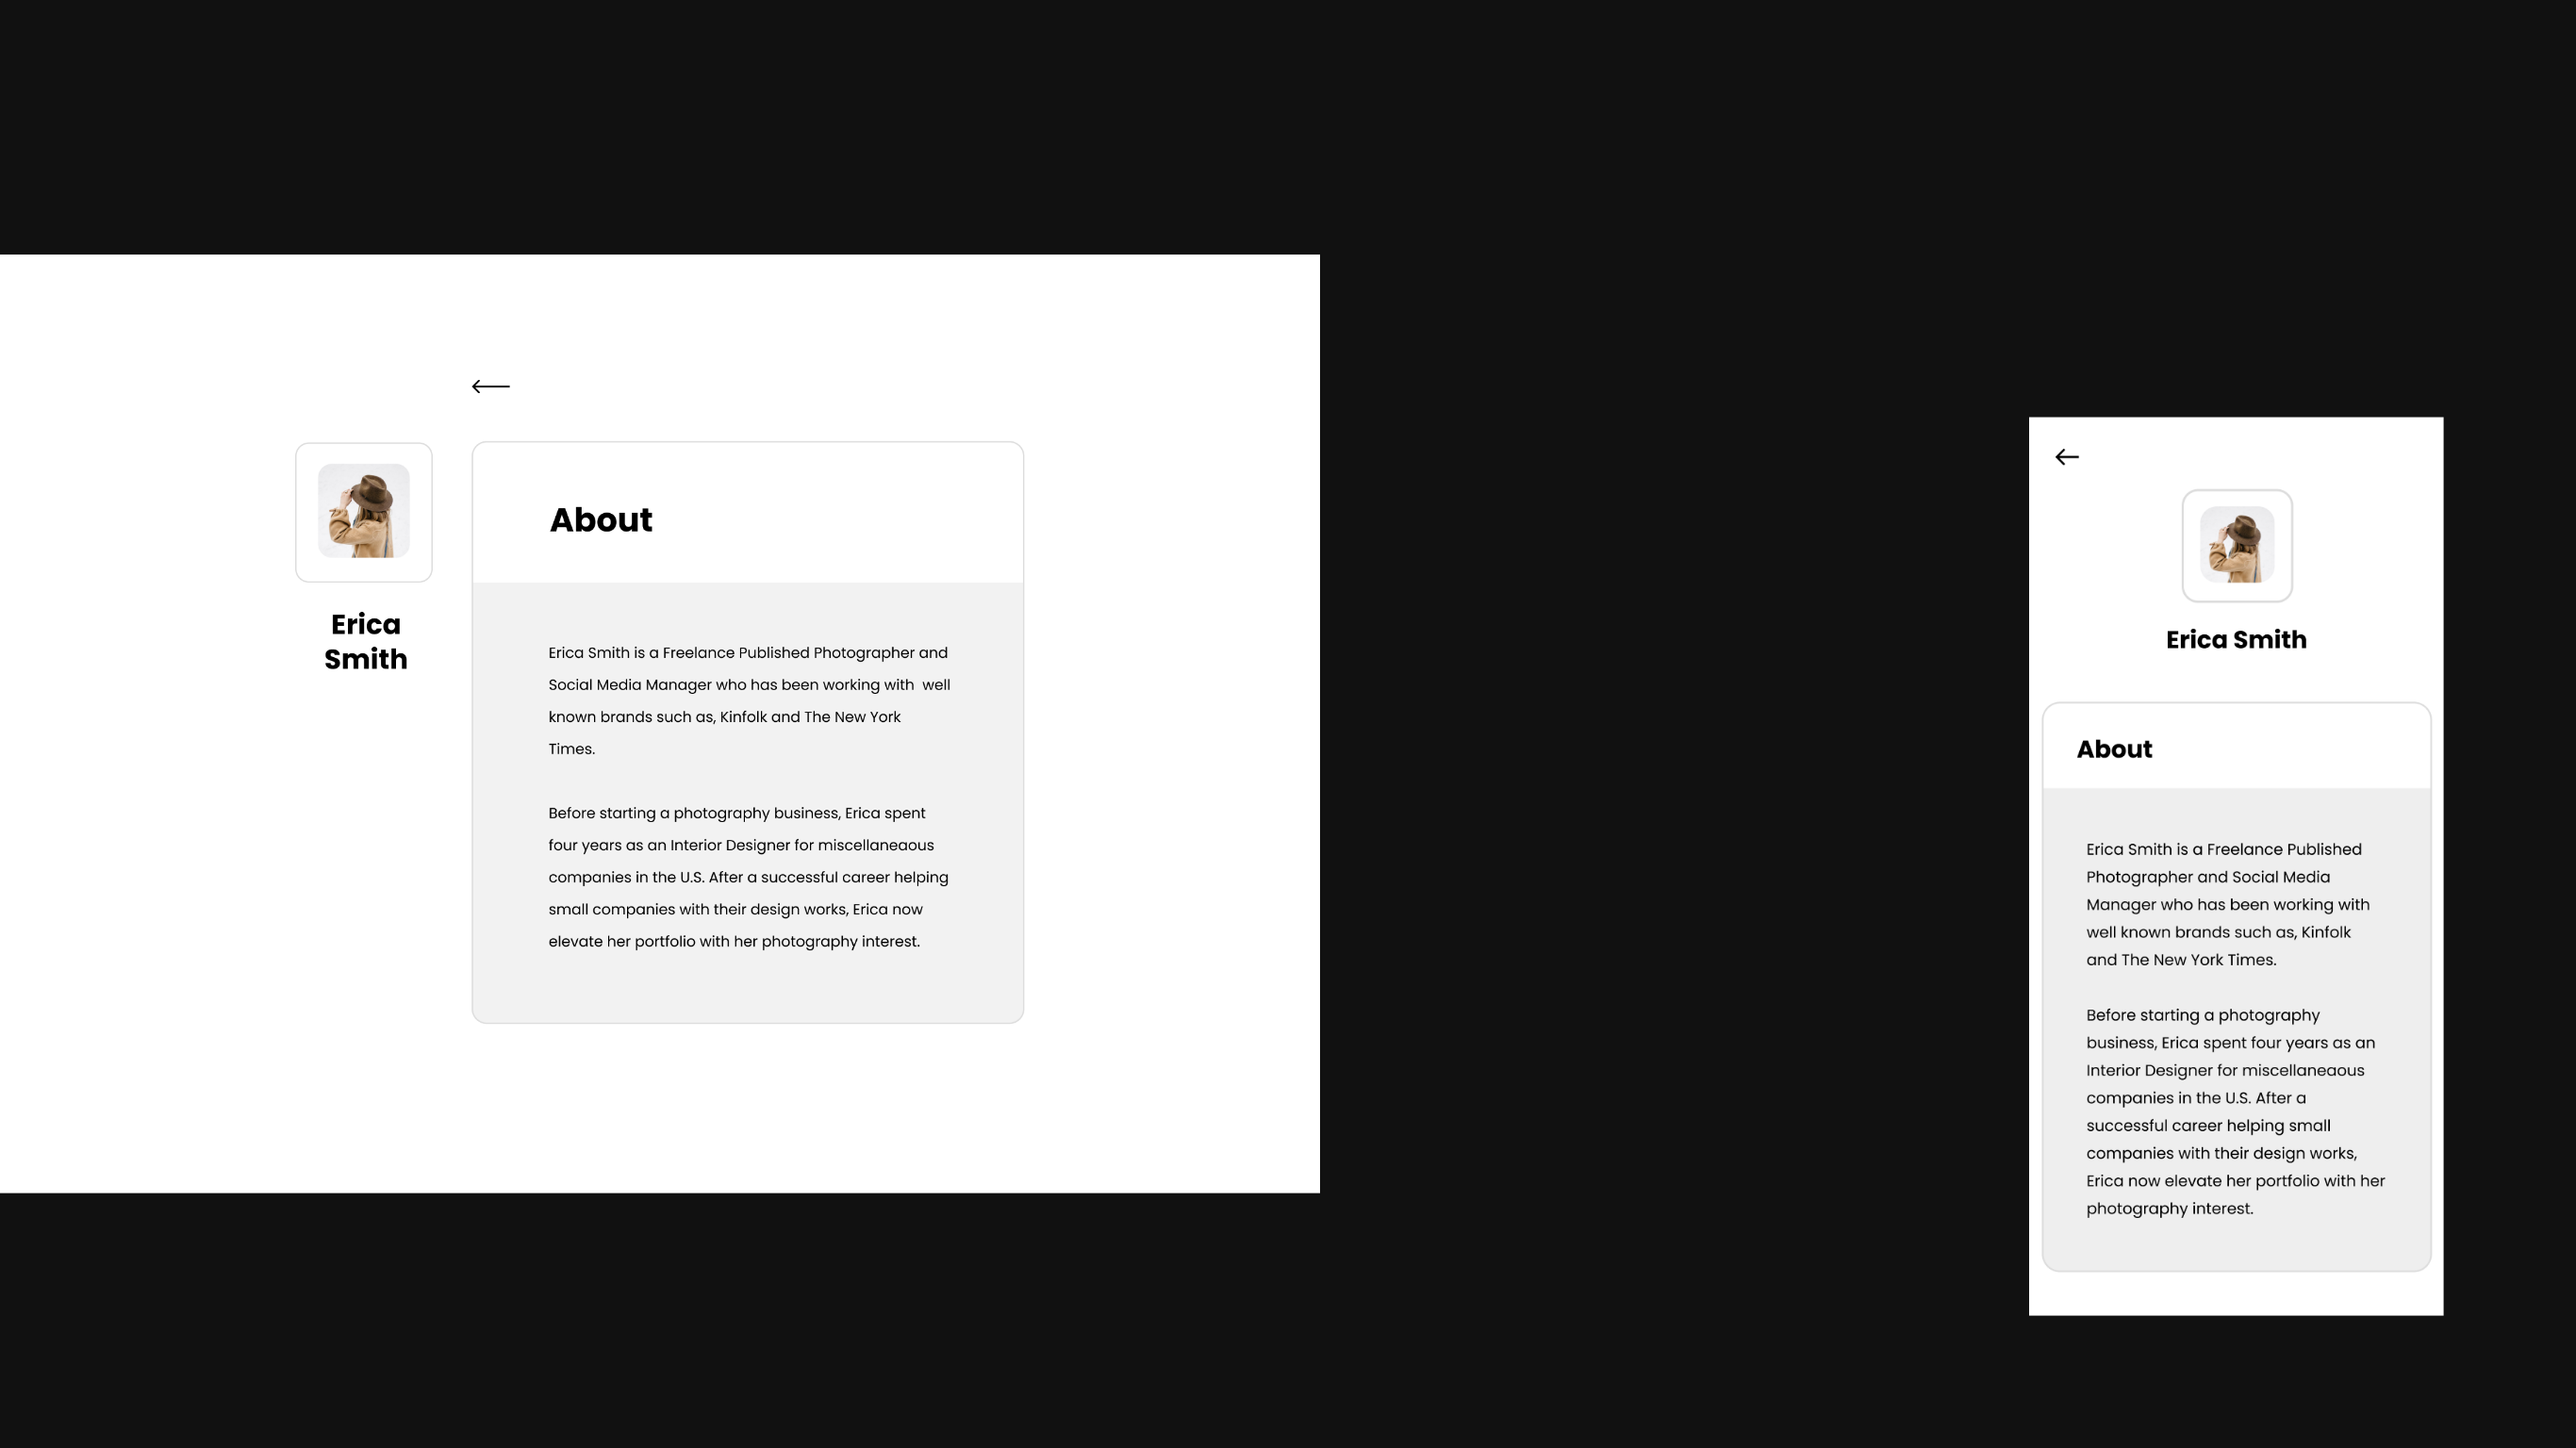 Erica
Smith
About
Erica Smith is a Freelance Published Photographer and
Social Media Manager who has been working with  well
known brands such as, Kinfolk and The New York
Times.
Before starting a photography business, Erica spent
four years as an Interior Designer for miscellaneaous
companies in the U.S. After a successful career helping
small companies with their design works, Erica now
elevate her portfolio with her photography interest.
Erica Smith
About
Erica Smith is a Freelance Published
Photographer and Social Media
Manager who has been working with
well known brands such as, Kinfolk
and The New York Times.
Before starting a photography
business, Erica spent four years as an
Interior Designer for miscellaneaous
companies in the U.S. After a
successful career helping small
companies with their design works,
Erica now elevate her portfolio with her
photography interest.